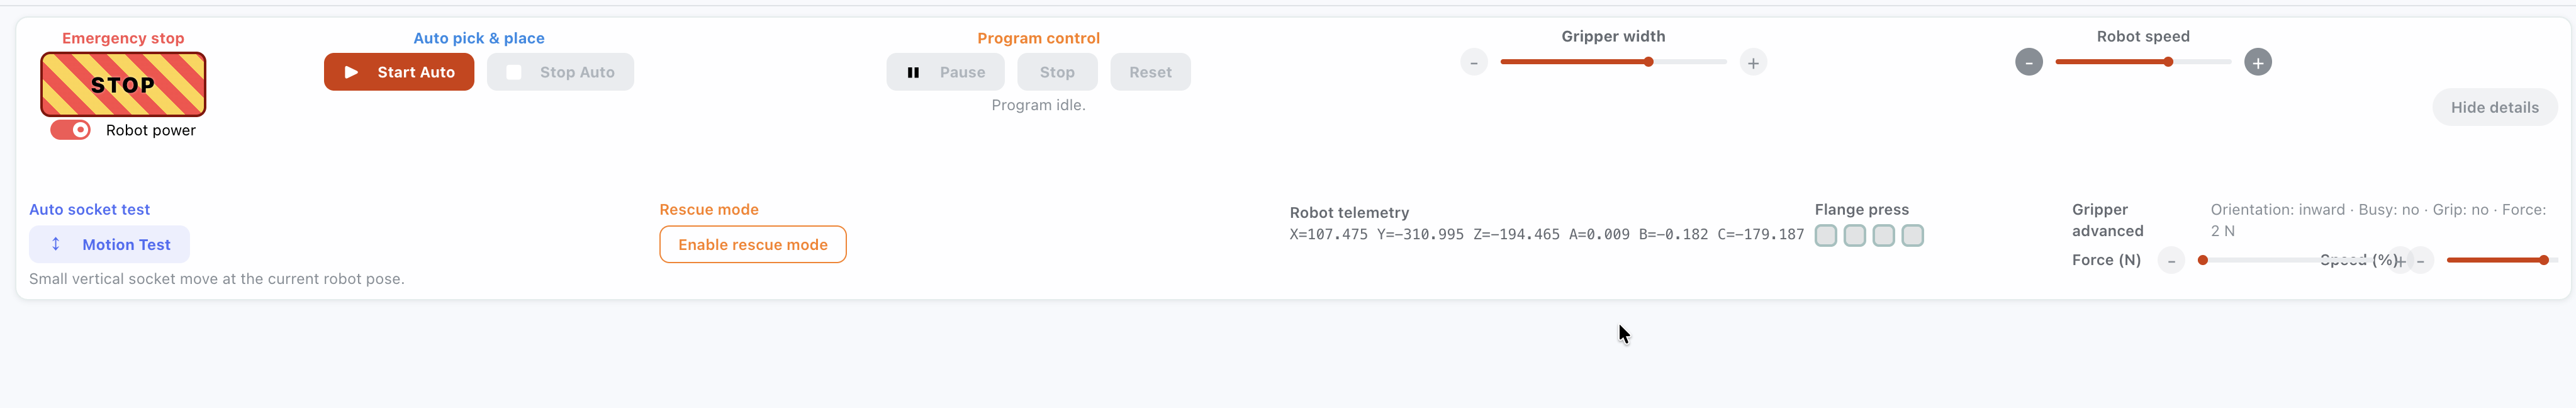 Emergency stop
STOP
Robot power
Auto pick & place
Start Auto
Stop Auto
Program control
Pause
Stop
Reset
Program idle.
Gripper width
-
+
Robot speed
-
+
Hide details
Auto socket test
Motion Test
Small vertical socket move at the current robot pose.
Rescue mode
Enable rescue mode
Robot telemetry
X=107.475 Y=-310.995 Z=-194.465 A=0.009 B=-0.182 C=-179.187
Flange press
Gripper
advanced
Orientation: inward · Busy: no · Grip: no · Force:
2 N
Force (N)
-
+
Speed (%)
-